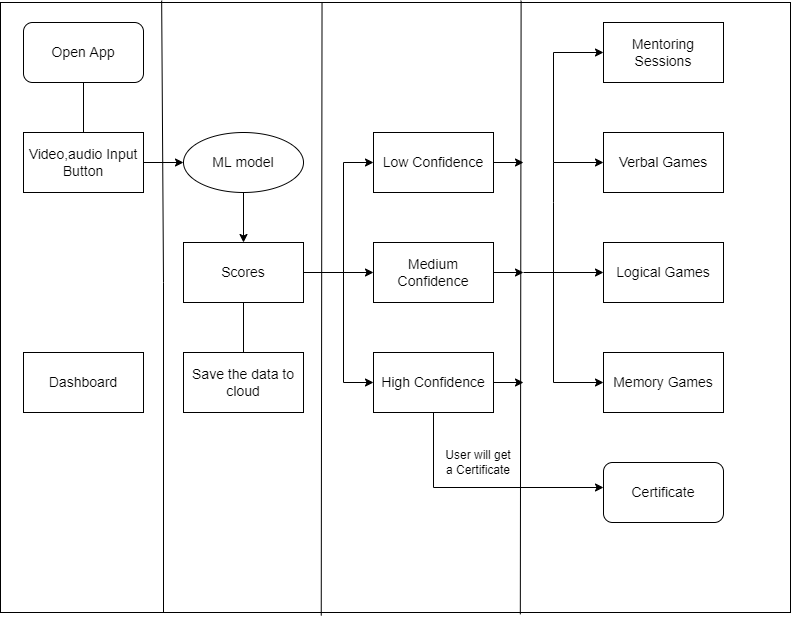 Open App
Video,audio Input
Button
Dashboard
ML model
Scores
Save the data to
cloud
Low Confidence
Medium
Confidence
High Confidence
User will get
a Certificate
Mentoring
Sessions
Verbal Games
Logical Games
Memory Games
Certificate